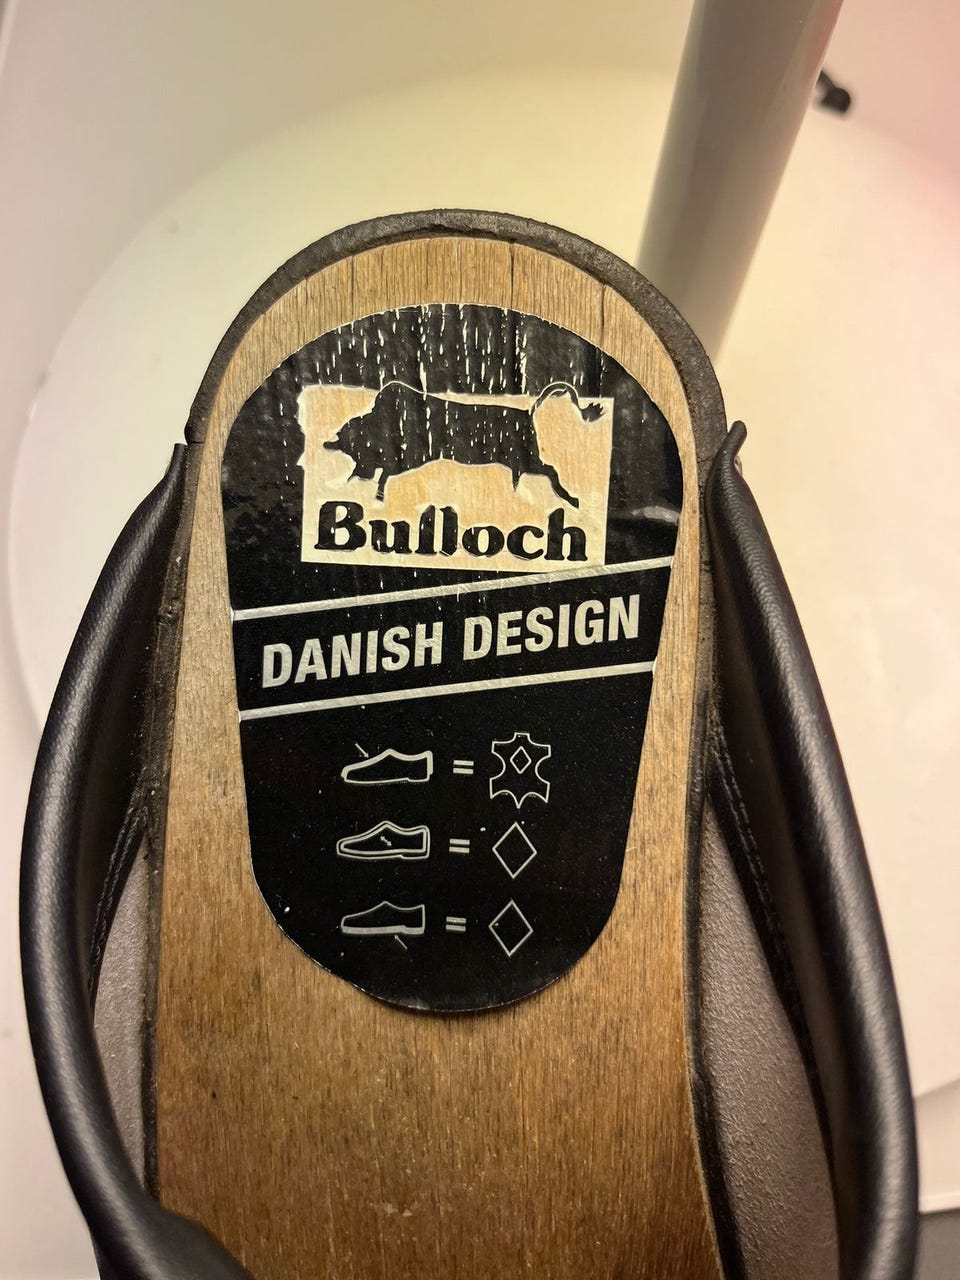 Bulloch
DANISH DESIGN
=
=
=